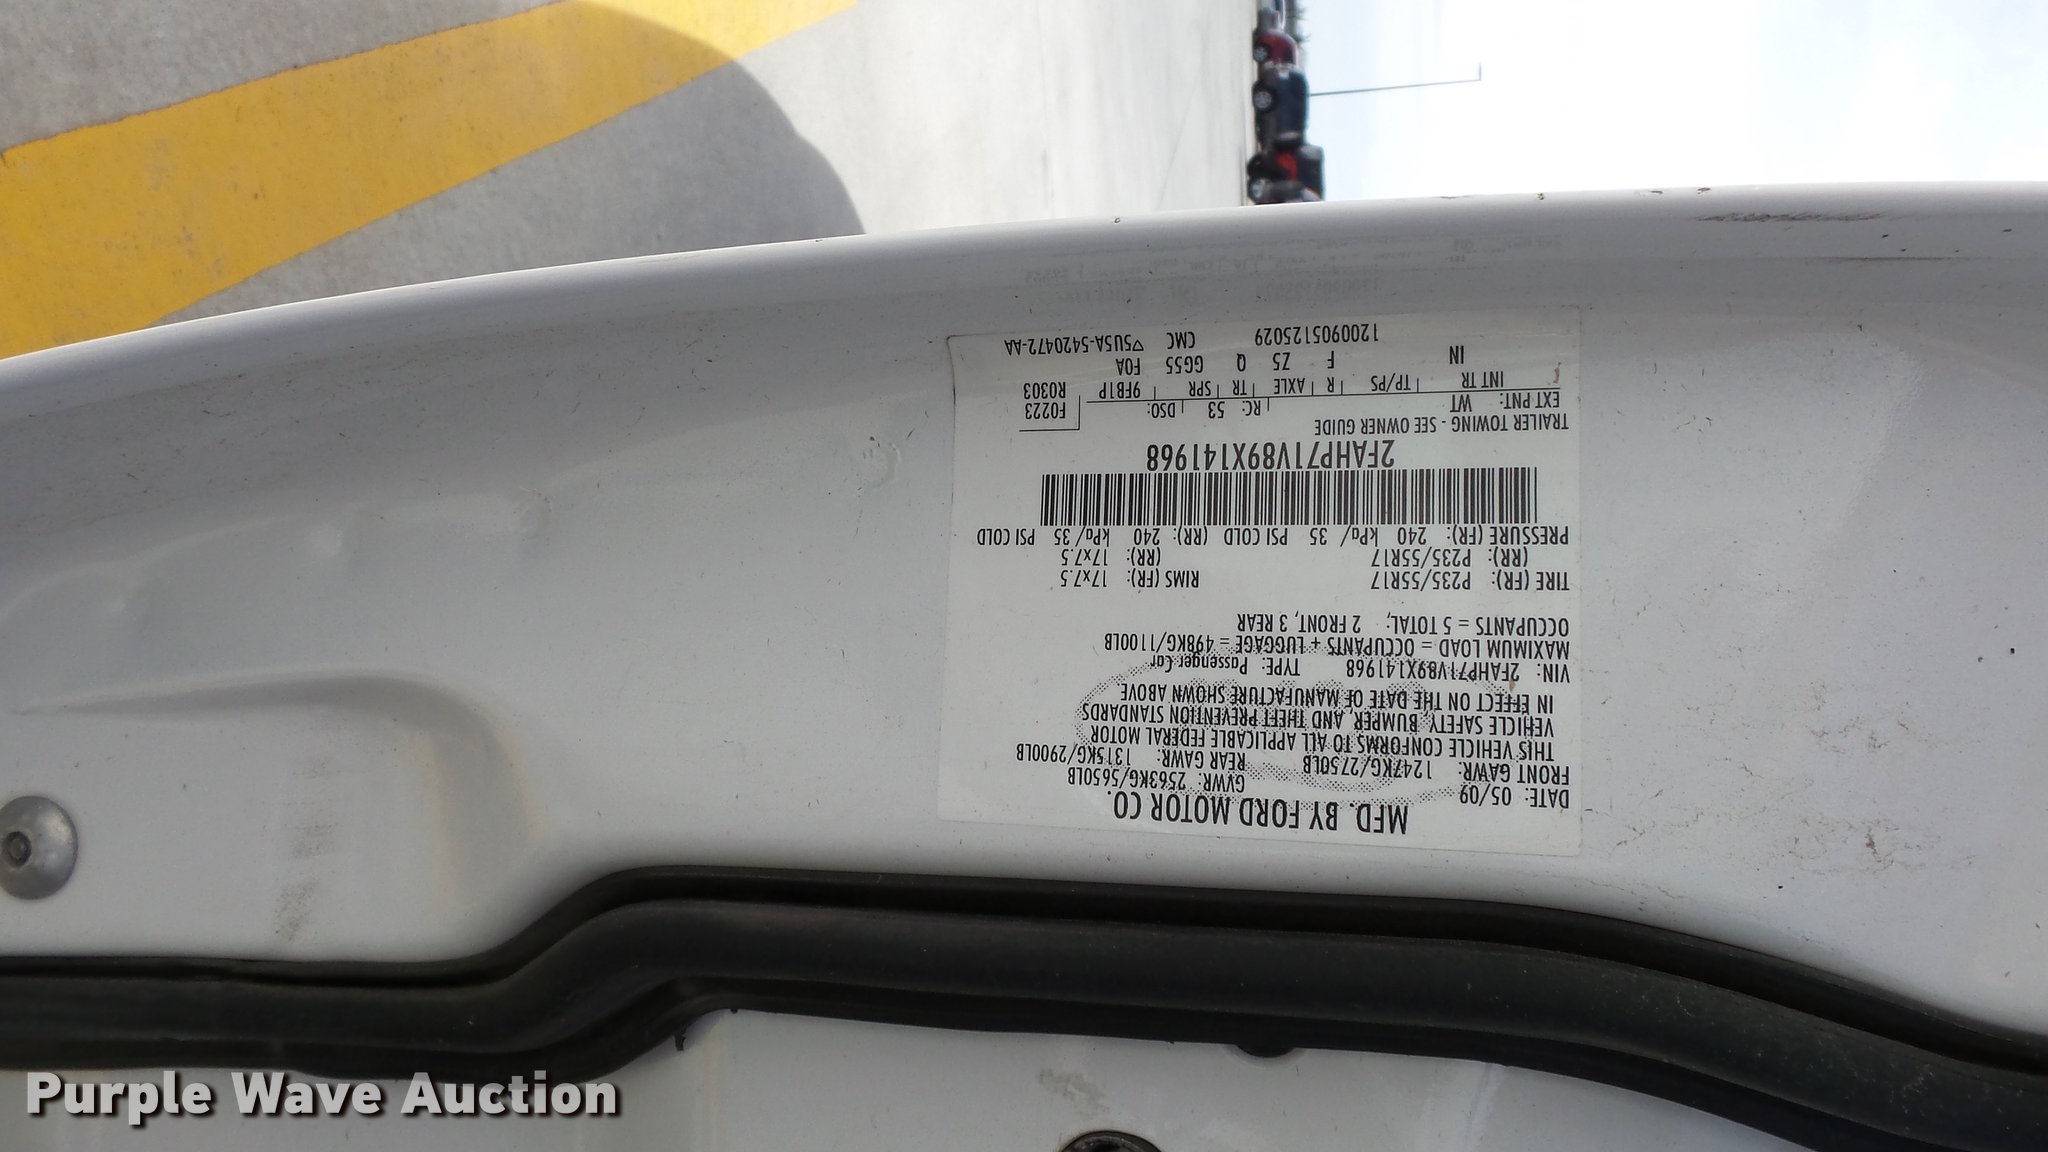 MFD. BY FORD MOTOR CO.
DATE: 05/09 GVWR: 2563KG/5650LB
FRONT GAWR: 1247KG/2750LB REAR GAWR: 1315KG/2900LB
THIS VEHICLE CONFORMS TO ALL APPLICABLE FEDERAL MOTOR
VEHICLE SAFETY, BUMPER, AND THEFT PREVENTION STANDARDS
IN EFFECT ON THE DATE OF MANUFACTURE SHOWN ABOVE
VIN: 2FAHP71V89X141968 TYPE: Passenger Car
MAXIMUM LOAD = OCCUPANTS + LUGGAGE = 498KG/1100LB
OCCUPANTS = 5 TOTAL, 2 FRONT, 3 REAR
TIRE (FR): P235/55R17 RIMS (FR): 17x7.5
(RR): P235/55R17 (RR): 17x7.5
PRESSURE (FR): 240 kPa/ 35 PSI COLD (RR): 240 kPa/ 35 PSI COLD
2FAHP71V89X141968
TRAILER TOWING - SEE OWNER GUIDE
EXT PNT: WT RC: 53 DSO: F0223
INT TR TP/PS R AXLE TR SPR 9FB1P R0303
IN F Z5 Q GG55 F0A
1200905125029 CMC ▽5U5A-5420472-AA
Purple Wave Auction